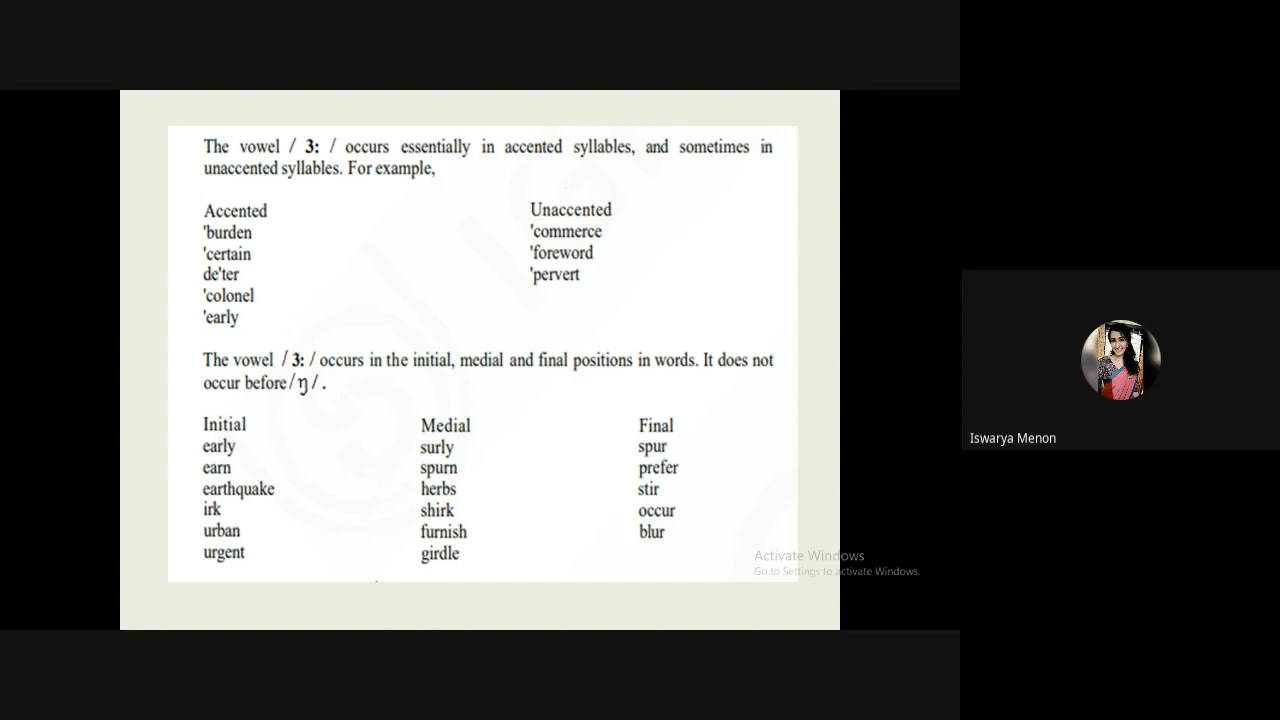 The vowel / 3: / occurs essentially in accented syllables, and sometimes in
unaccented syllables. For example,
Accented
'burden
'certain
de'ter
'colonel
'early
Unaccented
'commerce
'foreword
'pervert
The vowel / 3: / occurs in the initial, medial and final positions in words. It does not
occur before /ŋ/ .
Initial
early
earn
earthquake
irk
urban
urgent
Medial
surly
spurn
herbs
shirk
furnish
girdle
Final
spur
prefer
stir
occur
blur
Activate Windows
Go to Settings to activate Windows.
Iswarya Menon